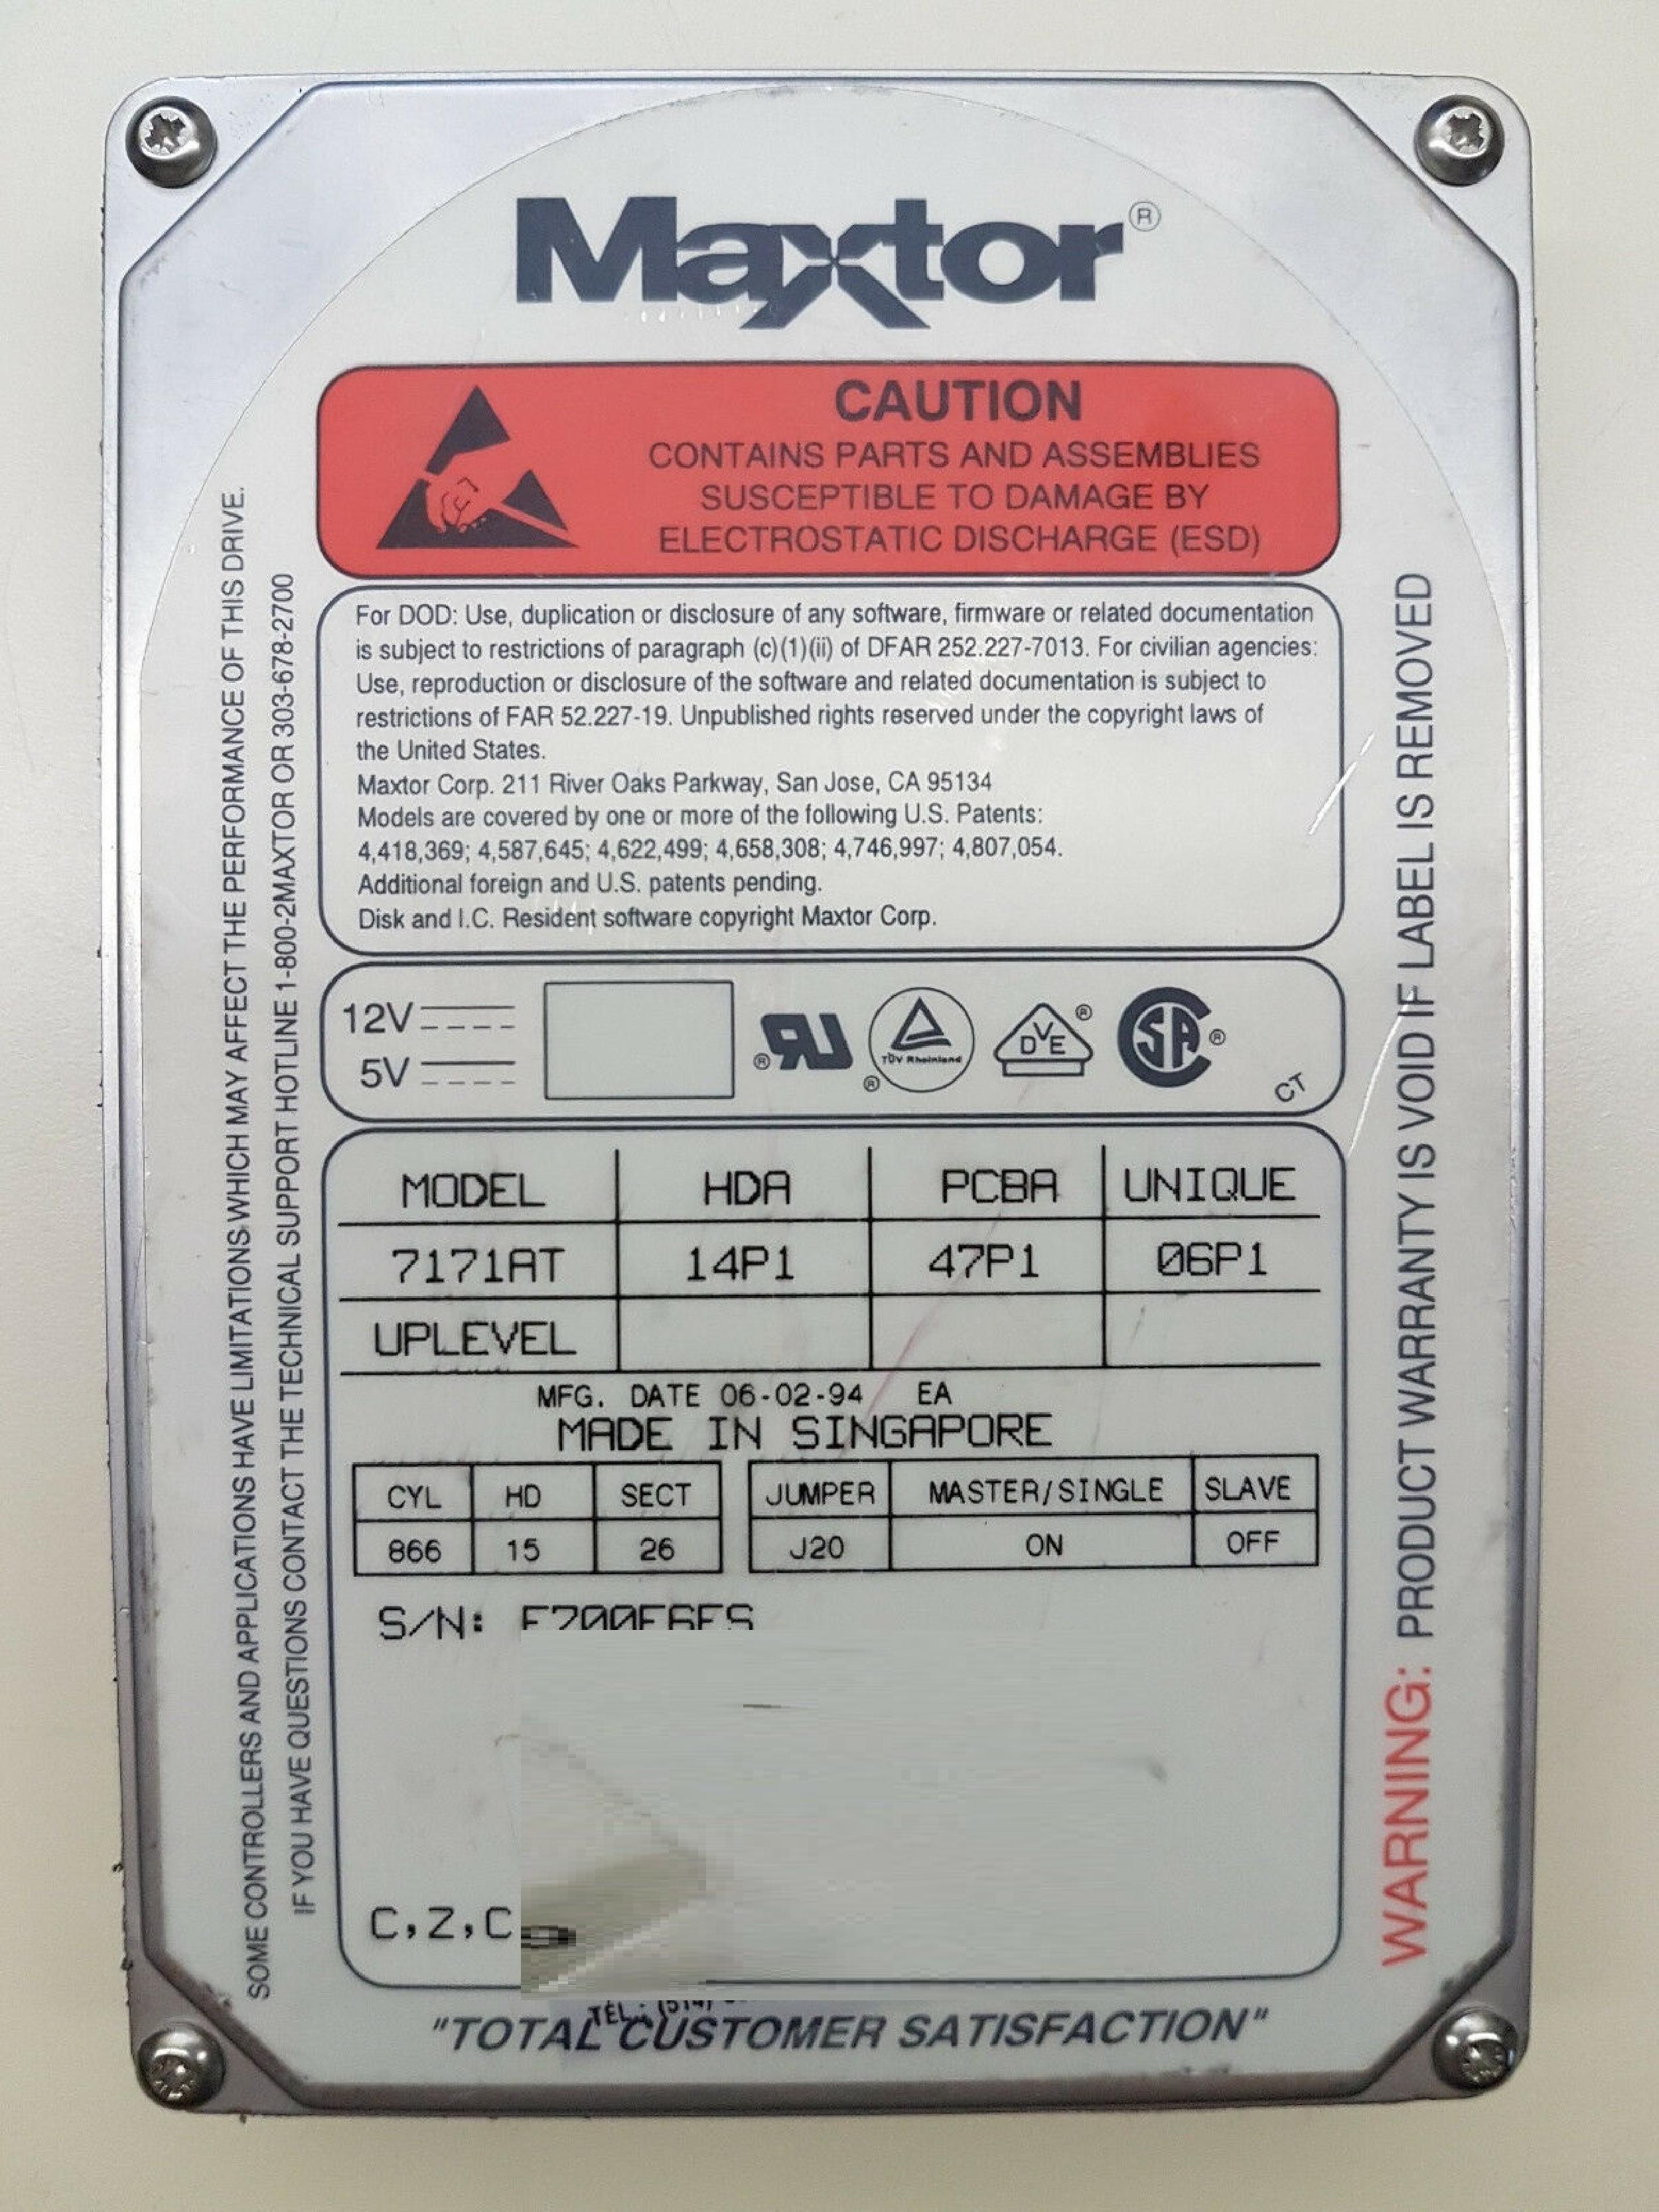 Maxtor®
CAUTION
CONTAINS PARTS AND ASSEMBLIES
SUSCEPTIBLE TO DAMAGE BY
ELECTROSTATIC DISCHARGE (ESD)
For DOD: Use, duplication or disclosure of any software, firmware or related documentation
is subject to restrictions of paragraph (c)(1)(ii) of DFAR 252.227-7013. For civilian agencies:
Use, reproduction or disclosure of the software and related documentation is subject to
restrictions of FAR 52.227-19. Unpublished rights reserved under the copyright laws of
the United States.
Maxtor Corp. 211 River Oaks Parkway, San Jose, CA 95134
Models are covered by one or more of the following U.S. Patents:
4,418,369; 4,587,645; 4,622,499; 4,658,308; 4,746,997; 4,807,054.
Additional foreign and U.S. patents pending.
Disk and I.C. Resident software copyright Maxtor Corp.
12V
5V
RU® TÜV Rheinland ® DVE® SA® CT
MODEL HDA PCBA UNIQUE
7171AT 14P1 47P1 06P1
UPLEVEL
MFG. DATE 06-02-94 EA
MADE IN SINGAPORE
CYL HD SECT JUMPER MASTER/SINGLE SLAVE
866 15 26 J20 ON OFF
S/N:
C,Z,C
TÉL.: (514)
"TOTAL CUSTOMER SATISFACTION"
SOME CONTROLLERS AND APPLICATIONS HAVE LIMITATIONS WHICH MAY AFFECT THE PERFORMANCE OF THIS DRIVE.
IF YOU HAVE QUESTIONS CONTACT THE TECHNICAL SUPPORT HOTLINE 1-800-2MAXTOR OR 303-678-2700
WARNING: PRODUCT WARRANTY IS VOID IF LABEL IS REMOVED